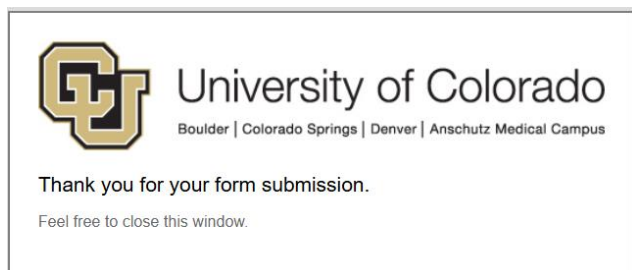 CU
University of Colorado
Boulder | Colorado Springs | Denver | Anschutz Medical Campus
Thank you for your form submission.
Feel free to close this window.